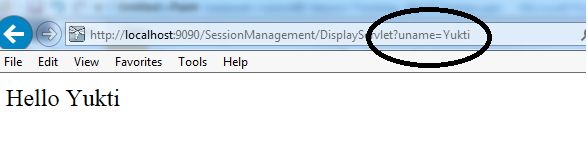 http://localhost:9090/SessionManagement/DisplayServlet?uname=Yukti
File Edit View Favorites Tools Help
Hello Yukti